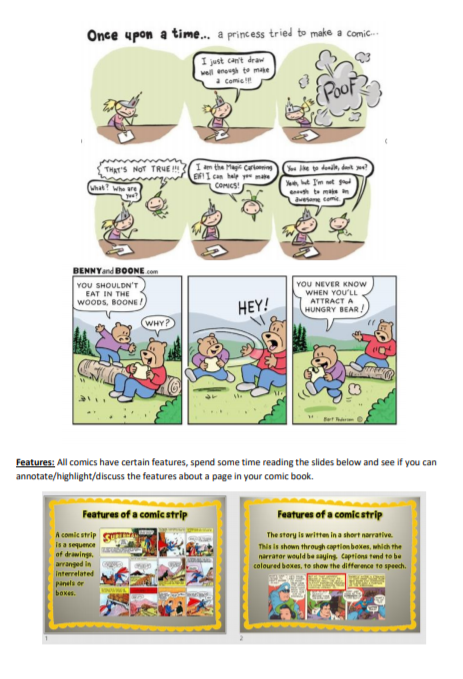 Once upon a time... a princess tried to make a comic...
I just can't draw
well enough to make
a comic!!!
POOF
THAT'S NOT TRUE!!!
What? Who are
you?
I am the Magic Cartooning
Elf! I can help you make
COMICS!
You like to doodle, don't you?
Yeah, but I'm not good
enough to make an
awesome comic.
BENNY and BOONE.com
YOU SHOULDN'T
EAT IN THE
WOODS, BOONE!
WHY?
HEY!
YOU NEVER KNOW
WHEN YOU'LL
ATTRACT A
HUNGRY BEAR!
Features: All comics have certain features, spend some time reading the slides below and see if you can
annotate/highlight/discuss the features about a page in your comic book.
Features of a comic strip
A comic strip
is a sequence
of drawings,
arranged in
interrelated
panels or
boxes.
1
Features of a comic strip
The story is written in a short narrative.
This is shown through caption boxes, which the
narrator would be saying. Captions tend to be
coloured boxes, to show the difference to speech.
2